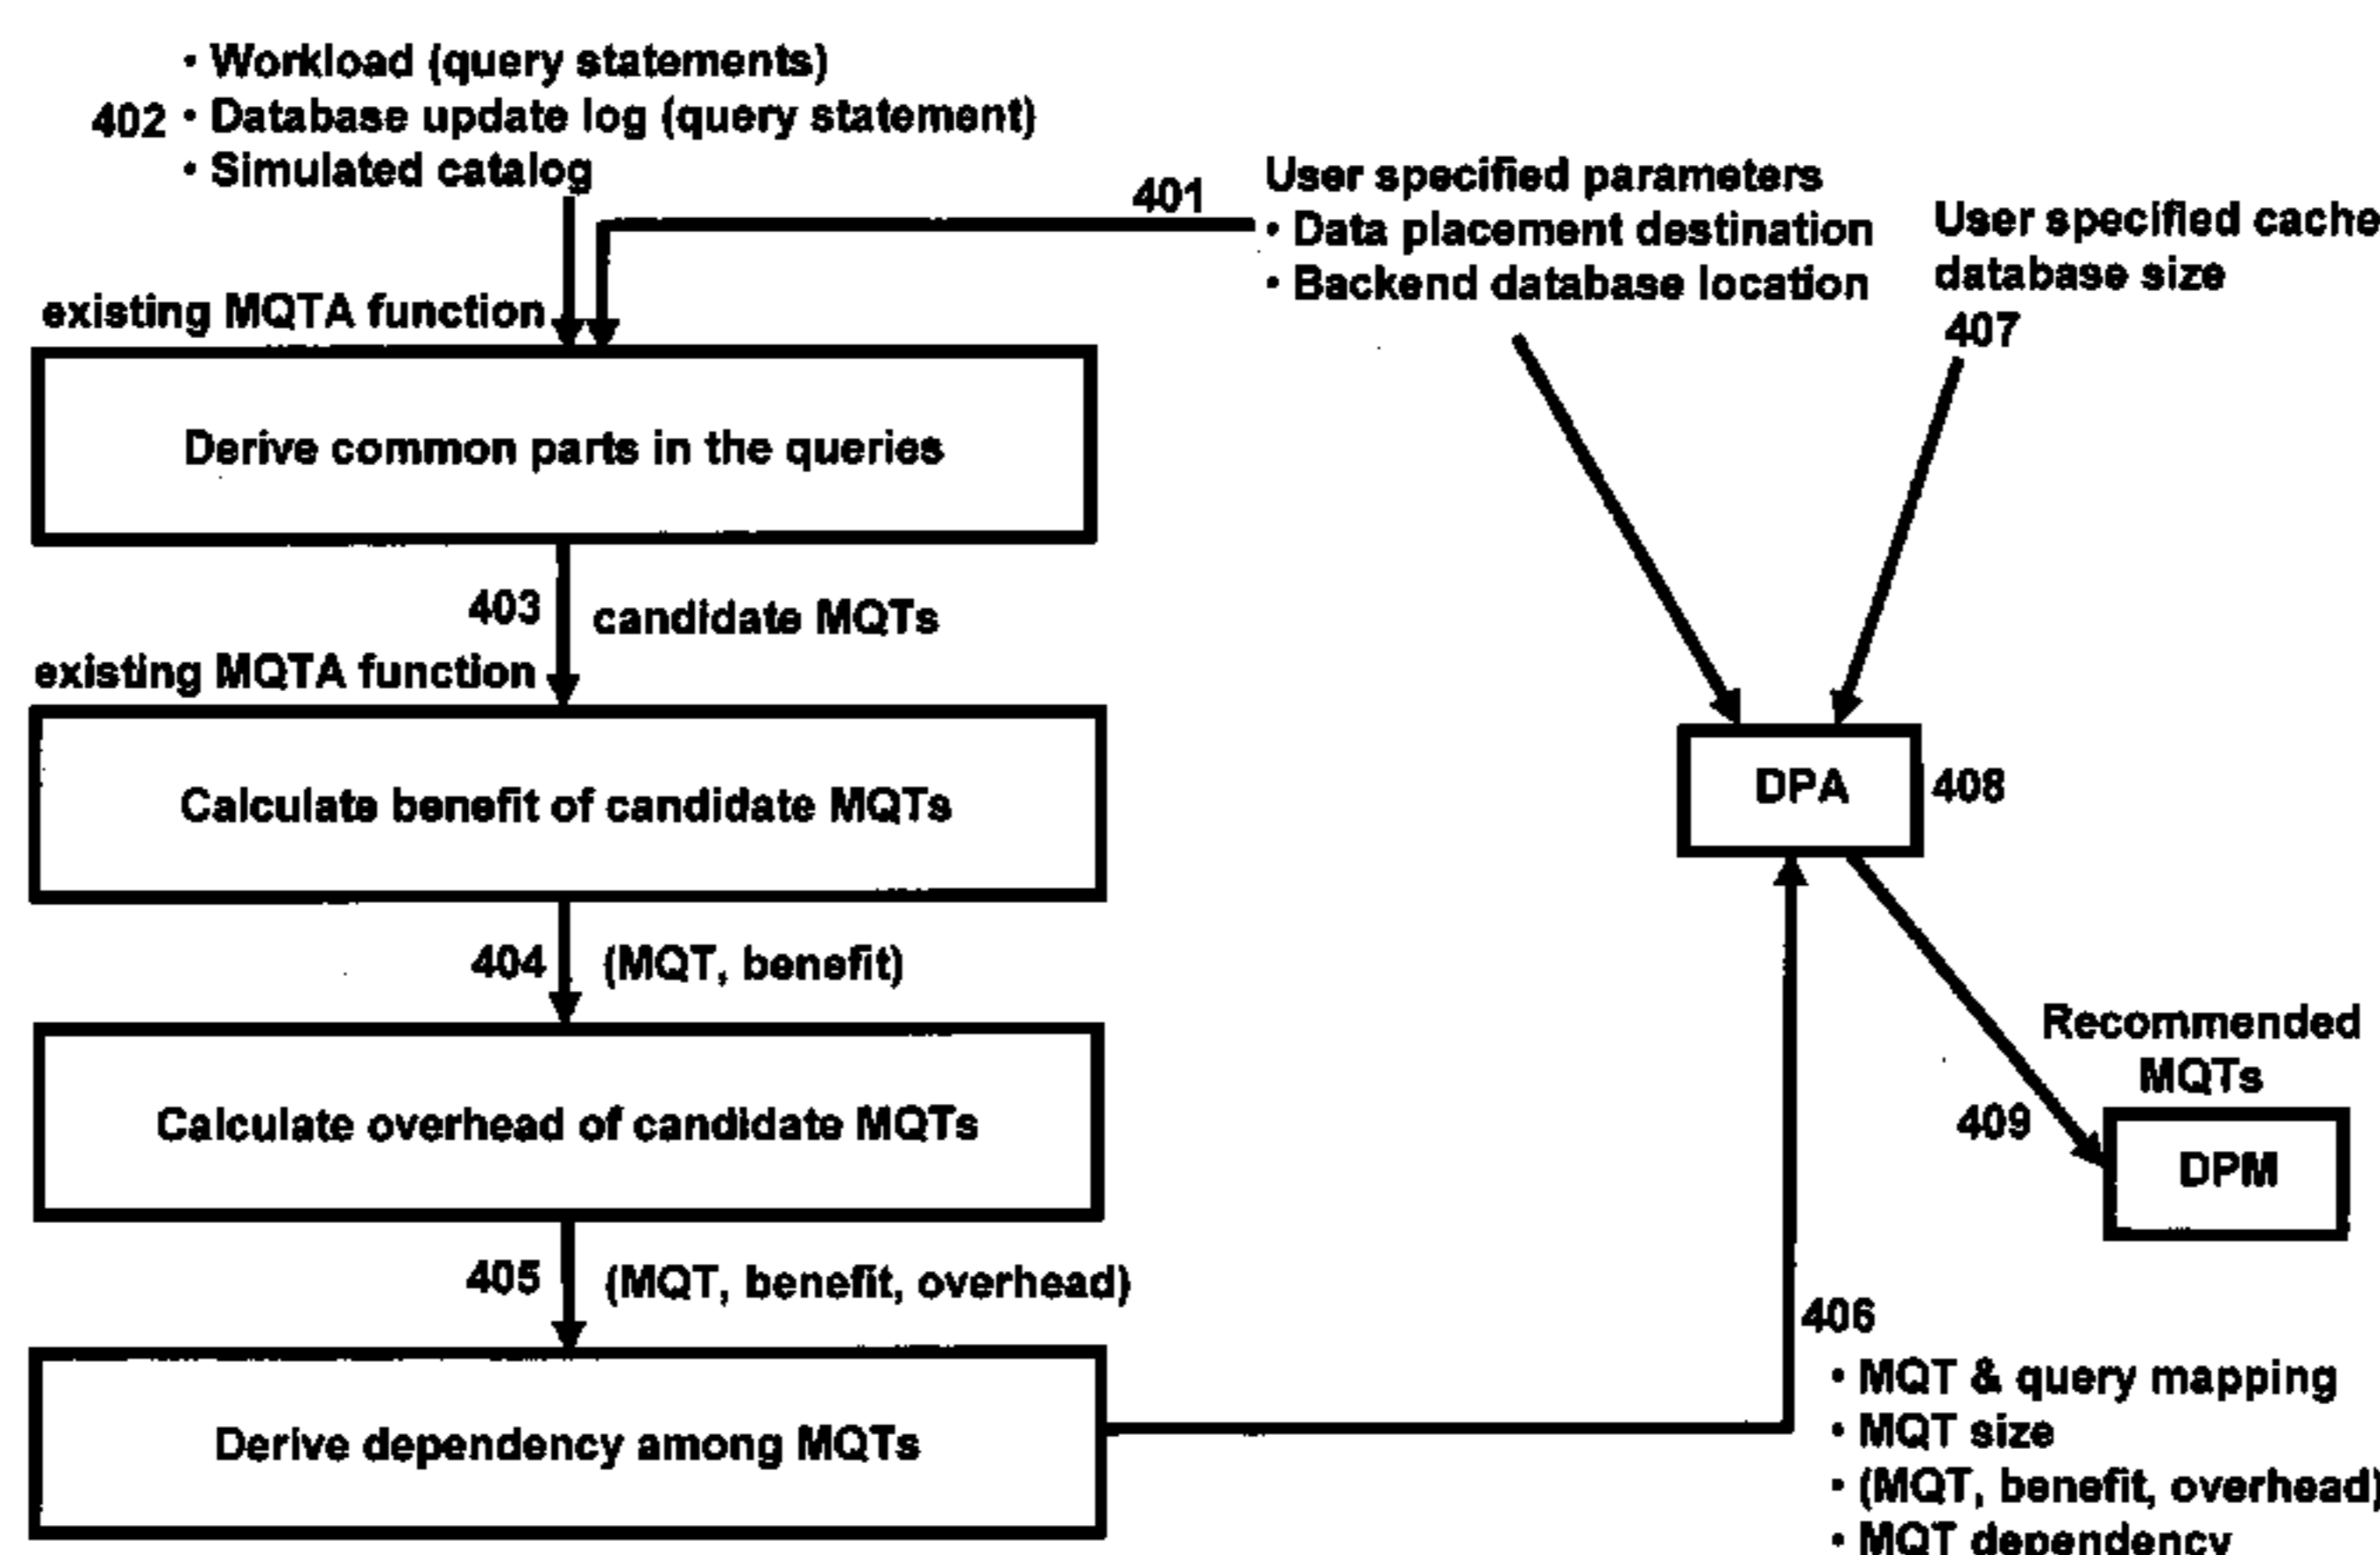 • Workload (query statements)
402 • Database update log (query statement)
• Simulated catalog
401
User specified parameters
• Data placement destination
• Backend database location
User specified cache
database size
407
existing MQTA function
Derive common parts in the queries
403
candidate MQTs
existing MQTA function
Calculate benefit of candidate MQTs
DPA
408
404
(MQT, benefit)
Recommended
MQTs
Calculate overhead of candidate MQTs
409
DPM
405
(MQT, benefit, overhead)
406
Derive dependency among MQTs
• MQT & query mapping
• MQT size
• (MQT, benefit, overhead)
• MQT dependency